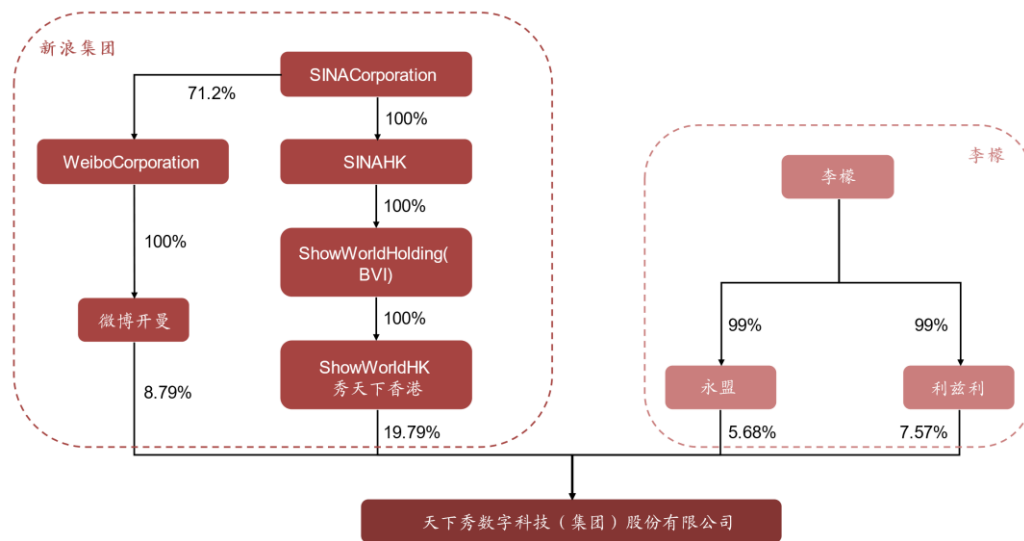 新浪集团
SINACorporation
71.2%
100%
WeiboCorporation
SINAHK
100%
100%
ShowWorldHolding(
BVI)
微博开曼
100%
ShowWorldHK
秀天下香港
8.79%
19.79%
李檬
李檬
99%
99%
永盟
利兹利
5.68%
7.57%
天下秀数字科技（集团）股份有限公司